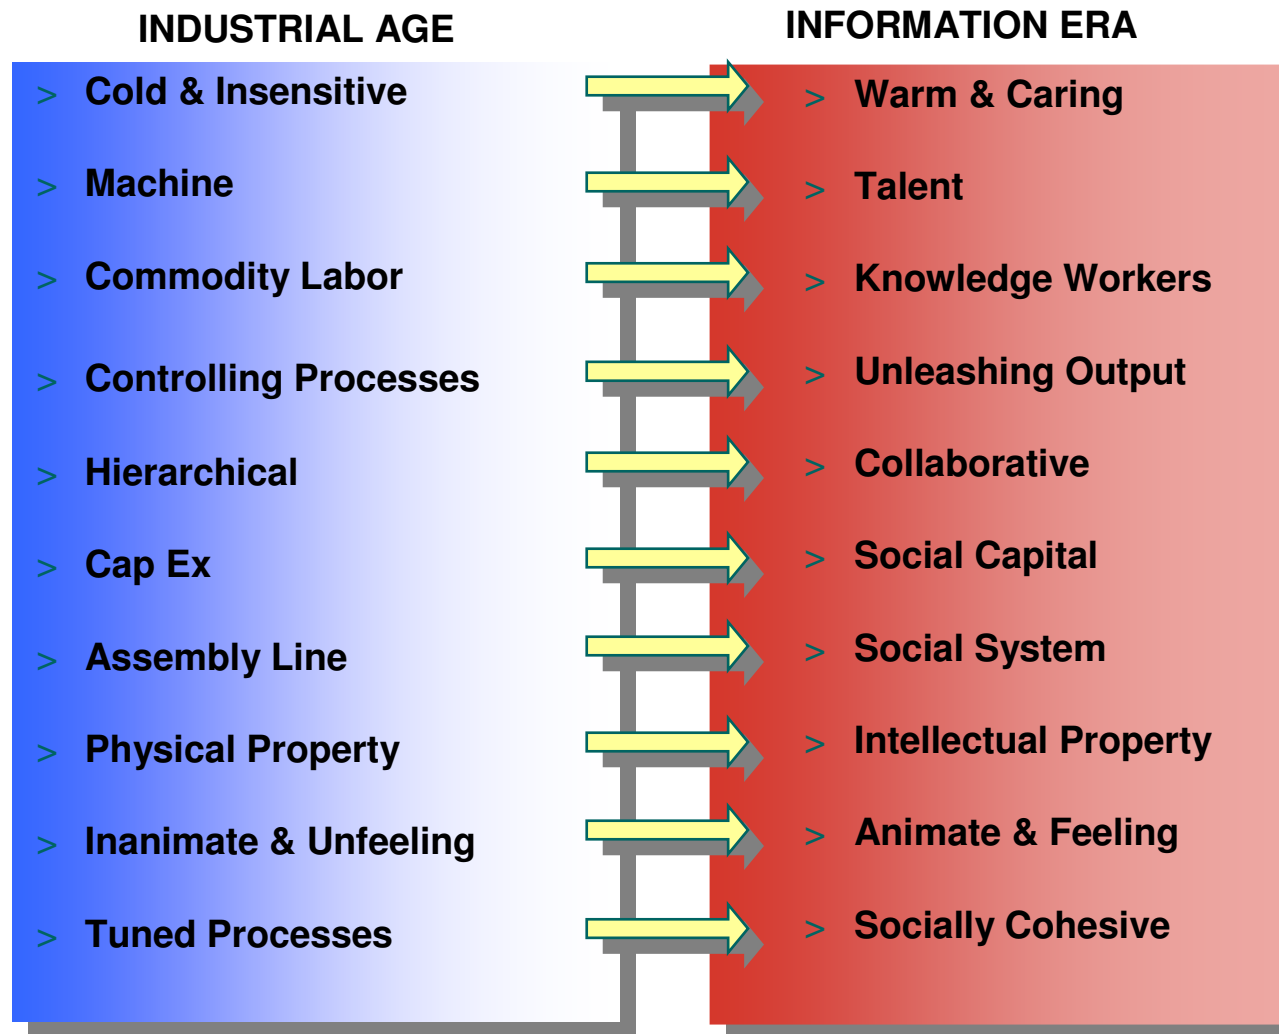 INDUSTRIAL AGE
> Cold & Insensitive
> Machine
> Commodity Labor
> Controlling Processes
> Hierarchical
> Cap Ex
> Assembly Line
> Physical Property
> Inanimate & Unfeeling
> Tuned Processes
INFORMATION ERA
> Warm & Caring
> Talent
> Knowledge Workers
> Unleashing Output
> Collaborative
> Social Capital
> Social System
> Intellectual Property
> Animate & Feeling
> Socially Cohesive